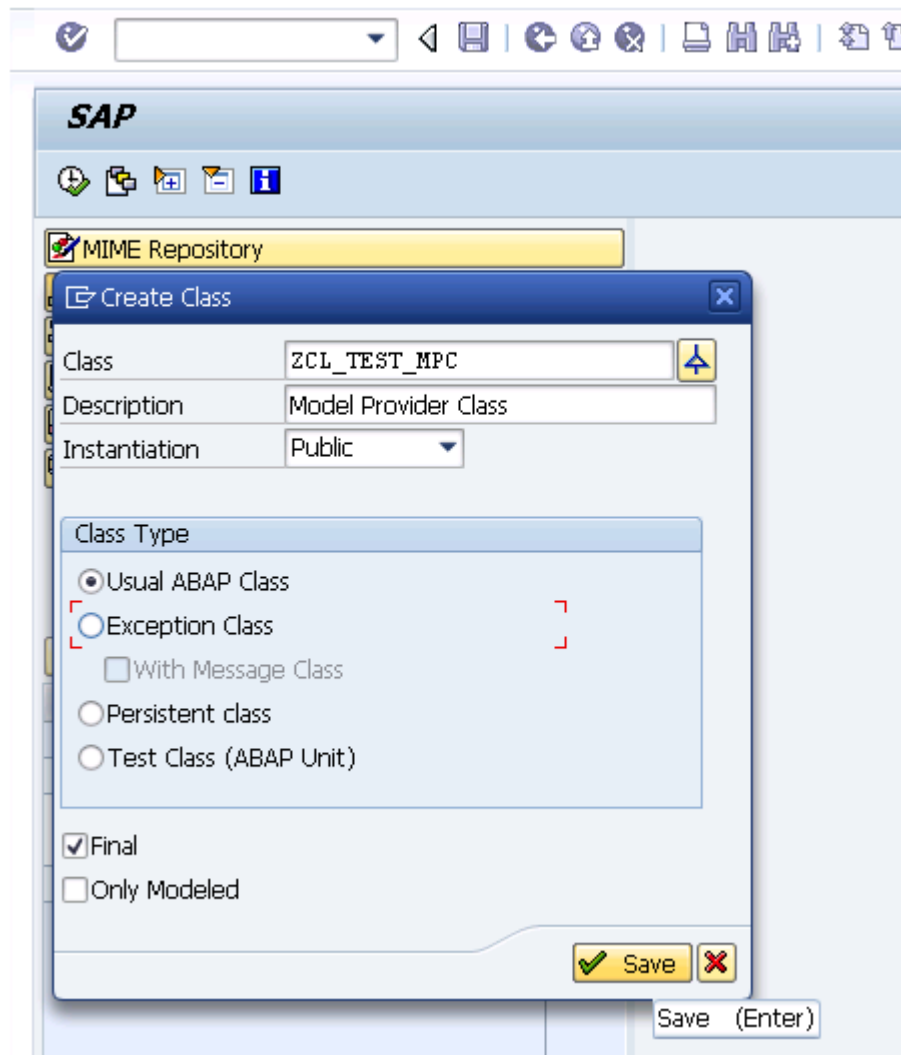 SAP
MIME Repository
Create Class
Class ZCL_TEST_MPC
Description Model Provider Class
Instantiation Public
Class Type
Usual ABAP Class
Exception Class
With Message Class
Persistent class
Test Class (ABAP Unit)
Final
Only Modeled
Save
Save (Enter)